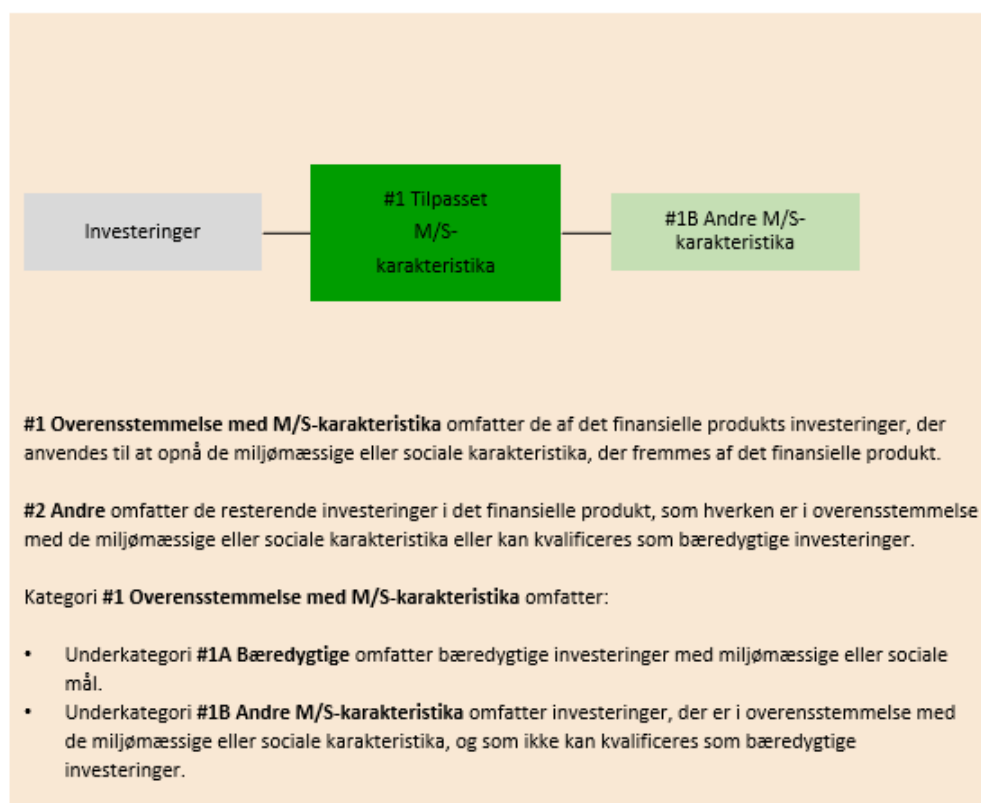 Investeringer
#1 Tilpasset
M/S-
karakteristika
#1B Andre M/S-
karakteristika
#1 Overensstemmelse med M/S-karakteristika omfatter de af det finansielle produkts investeringer, der
anvendes til at opnå de miljømæssige eller sociale karakteristika, der fremmes af det finansielle produkt.
#2 Andre omfatter de resterende investeringer i det finansielle produkt, som hverken er i overensstemmelse
med de miljømæssige eller sociale karakteristika eller kan kvalificeres som bæredygtige investeringer.
Kategori #1 Overensstemmelse med M/S-karakteristika omfatter:
• Underkategori #1A Bæredygtige omfatter bæredygtige investeringer med miljømæssige eller sociale
mål.
• Underkategori #1B Andre M/S-karakteristika omfatter investeringer, der er i overensstemmelse med
de miljømæssige eller sociale karakteristika, og som ikke kan kvalificeres som bæredygtige
investeringer.